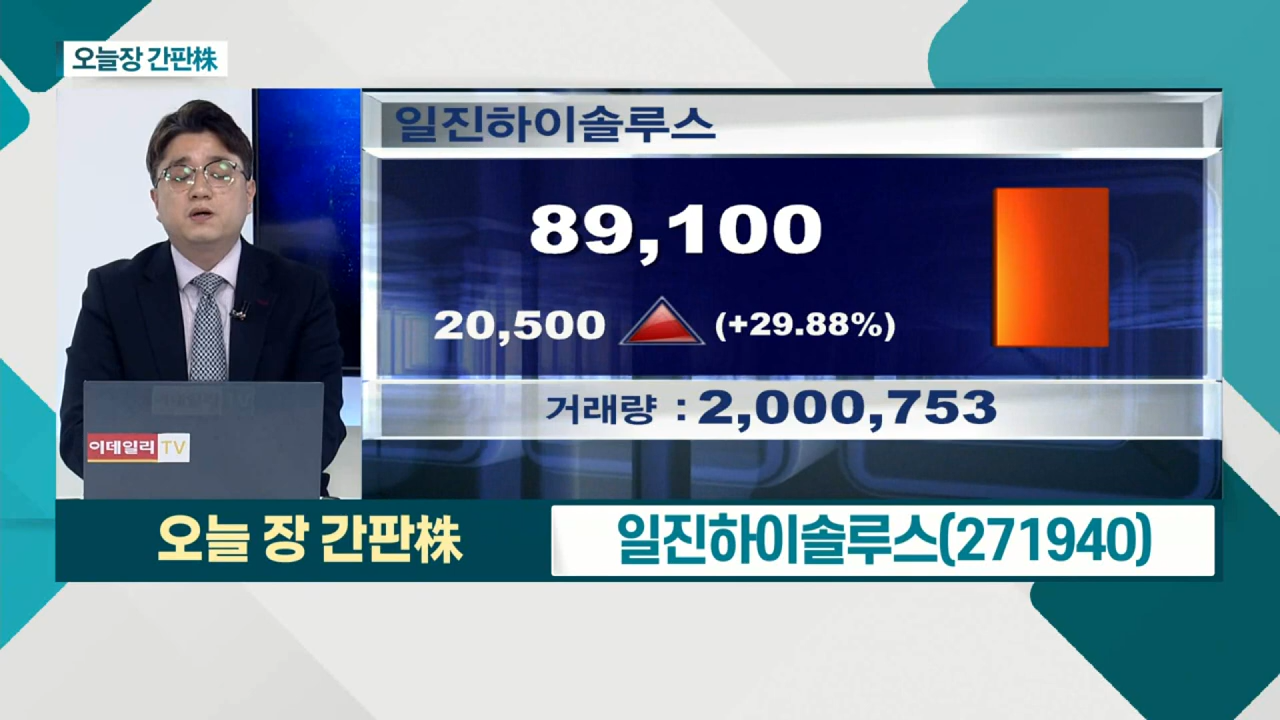 오늘장 간판株
일진하이솔루스
89,100
20,500 (+29.88%)
거래량 : 2,000,753
이데일리 TV
오늘 장 간판株
일진하이솔루스(271940)